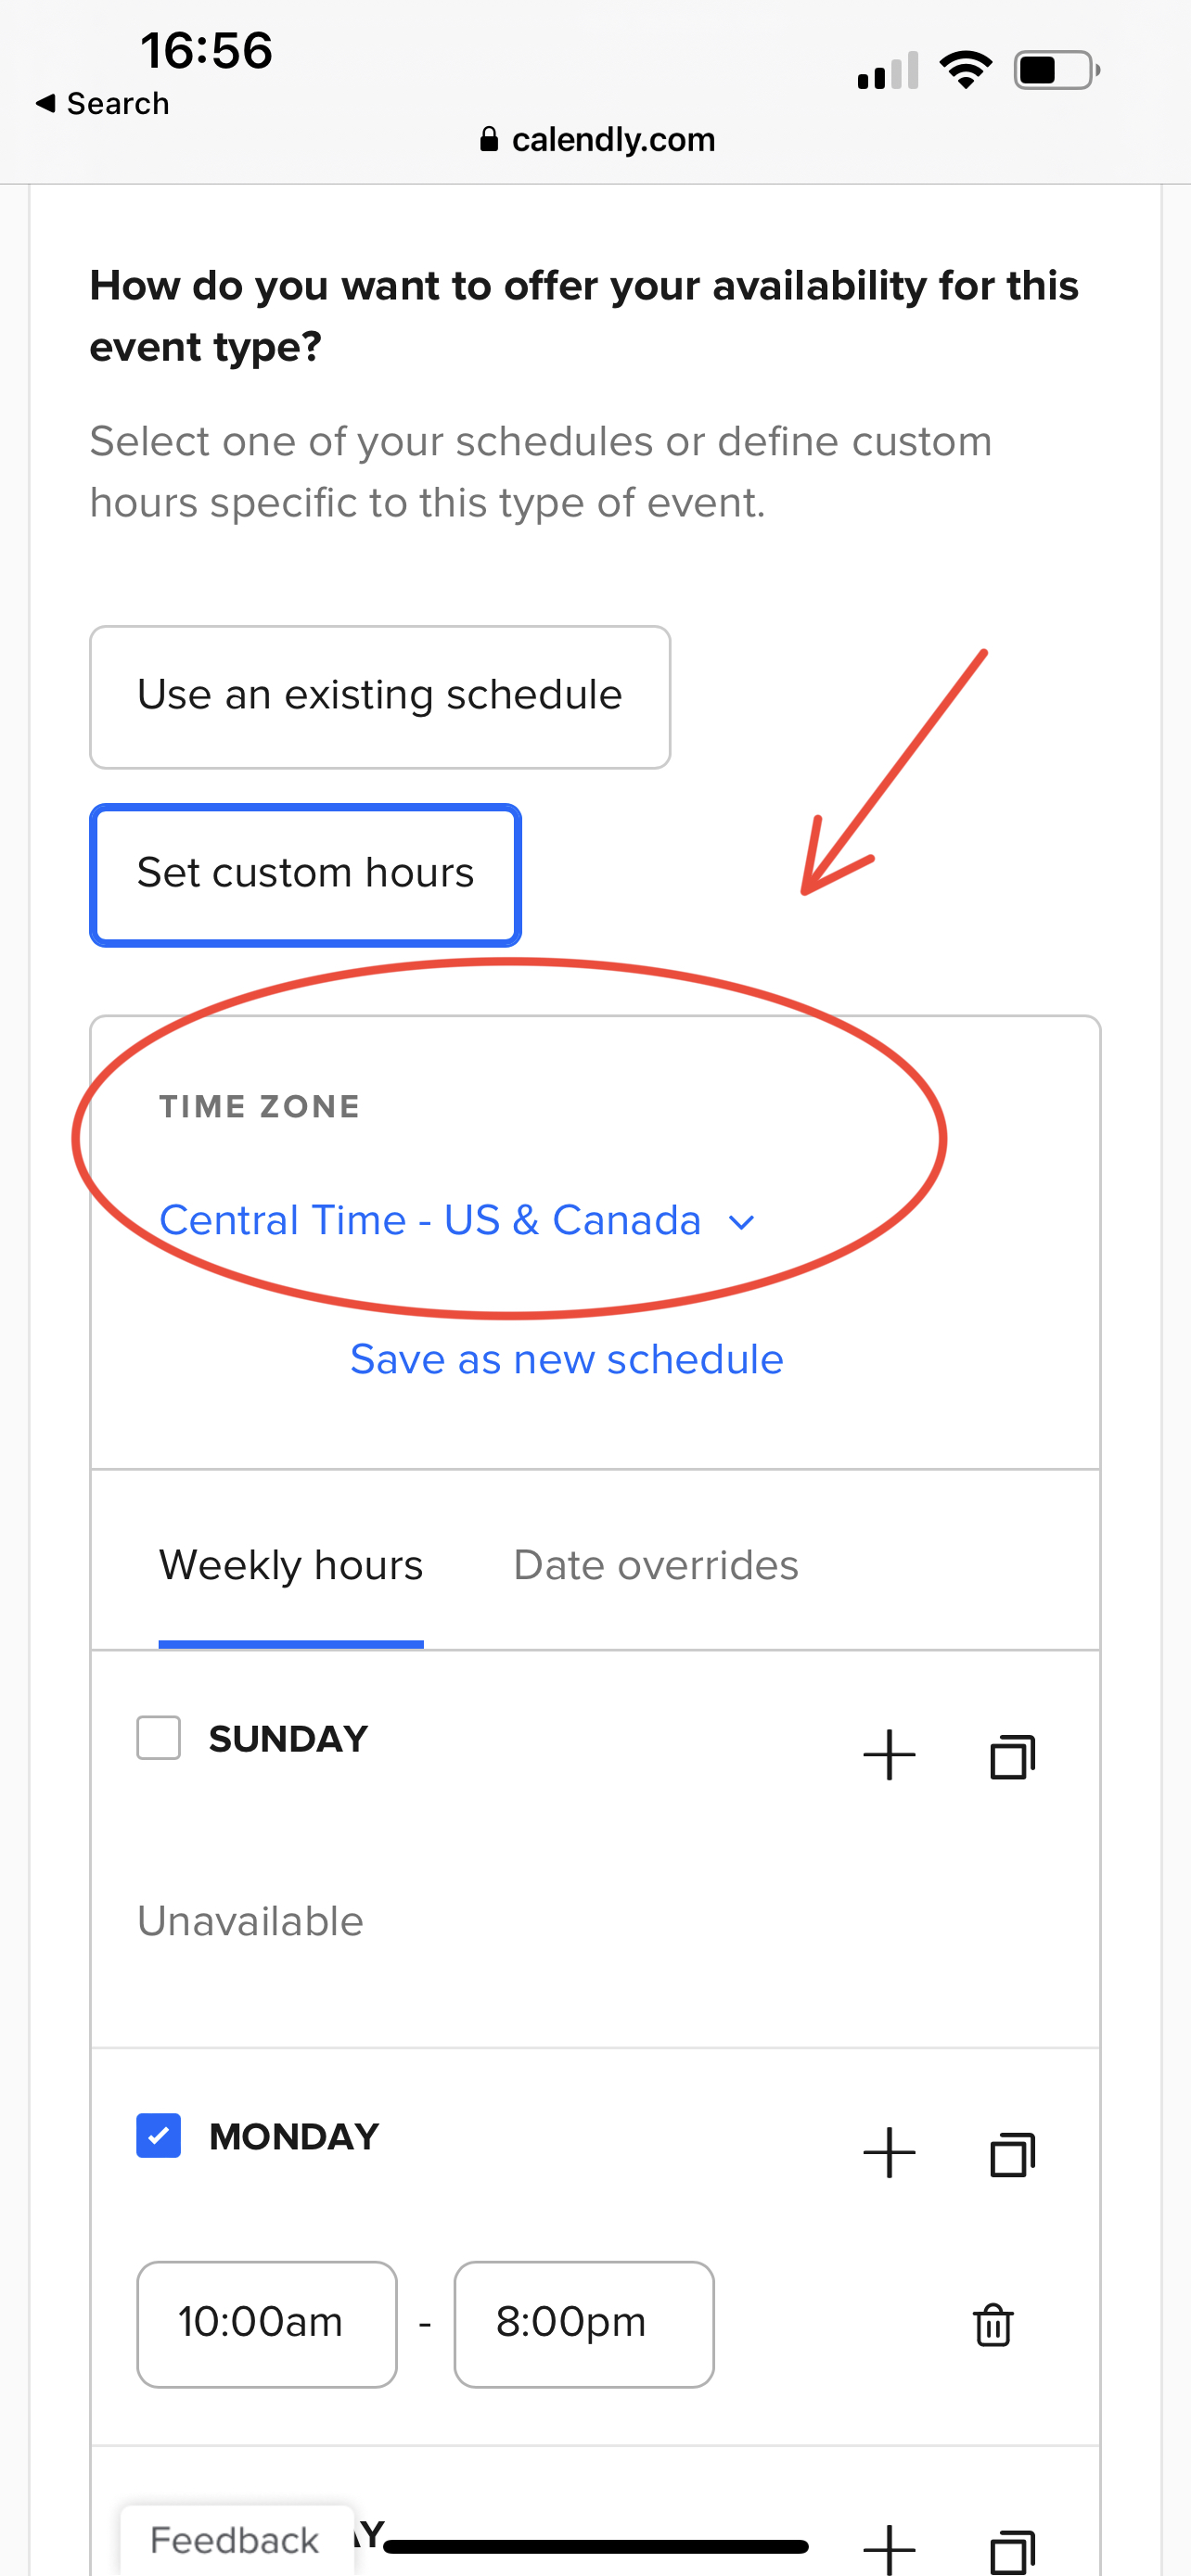 16:56
Search
calendly.com
How do you want to offer your availability for this
event type?
Select one of your schedules or define custom
hours specific to this type of event.
Use an existing schedule
Set custom hours
TIME ZONE
Central Time - US & Canada
Save as new schedule
Weekly hours Date overrides
SUNDAY
Unavailable
MONDAY
10:00am - 8:00pm
Feedback